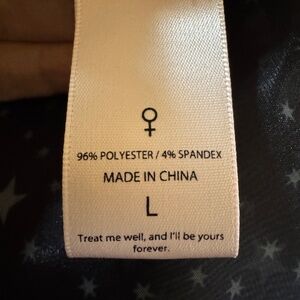 96% POLYESTER / 4% SPANDEX
MADE IN CHINA
L
Treat me well, and I'll be yours
forever.